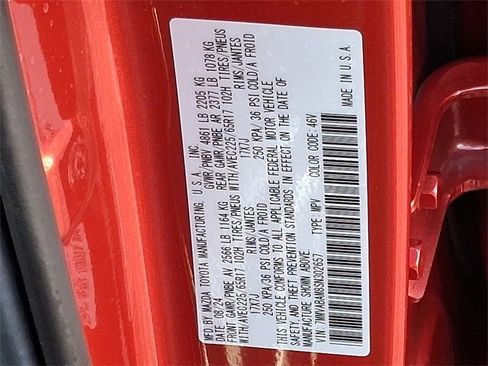 MFD. BY MAZDA TOYOTA MANUFACTURING, U.S.A., INC.
08/24 GVWR/PNBV 4861 LB 2205 KG
FRONT GAWR/PNBE AV 2566 LB 1164 KG REAR GAWR/PNBE AR 2377 LB 1078 KG
WITH/AVEC225/65R17 102H TIRES/PNEUS WITH/AVEC225/65R17 102H TIRES/PNEUS
17X7J RIMS/JANTES 17X7J RIMS/JANTES
250 KPA/36 PSI COLD/A FROID 250 KPA/36 PSI COLD/A FROID
THIS VEHICLE CONFORMS TO ALL APPLICABLE FEDERAL MOTOR VEHICLE
SAFETY AND THEFT PREVENTION STANDARDS IN EFFECT ON THE DATE OF
MANUFACTURE SHOWN ABOVE.
TYPE: MPV COLOR CODE: 46V
MADE IN U.S.A.